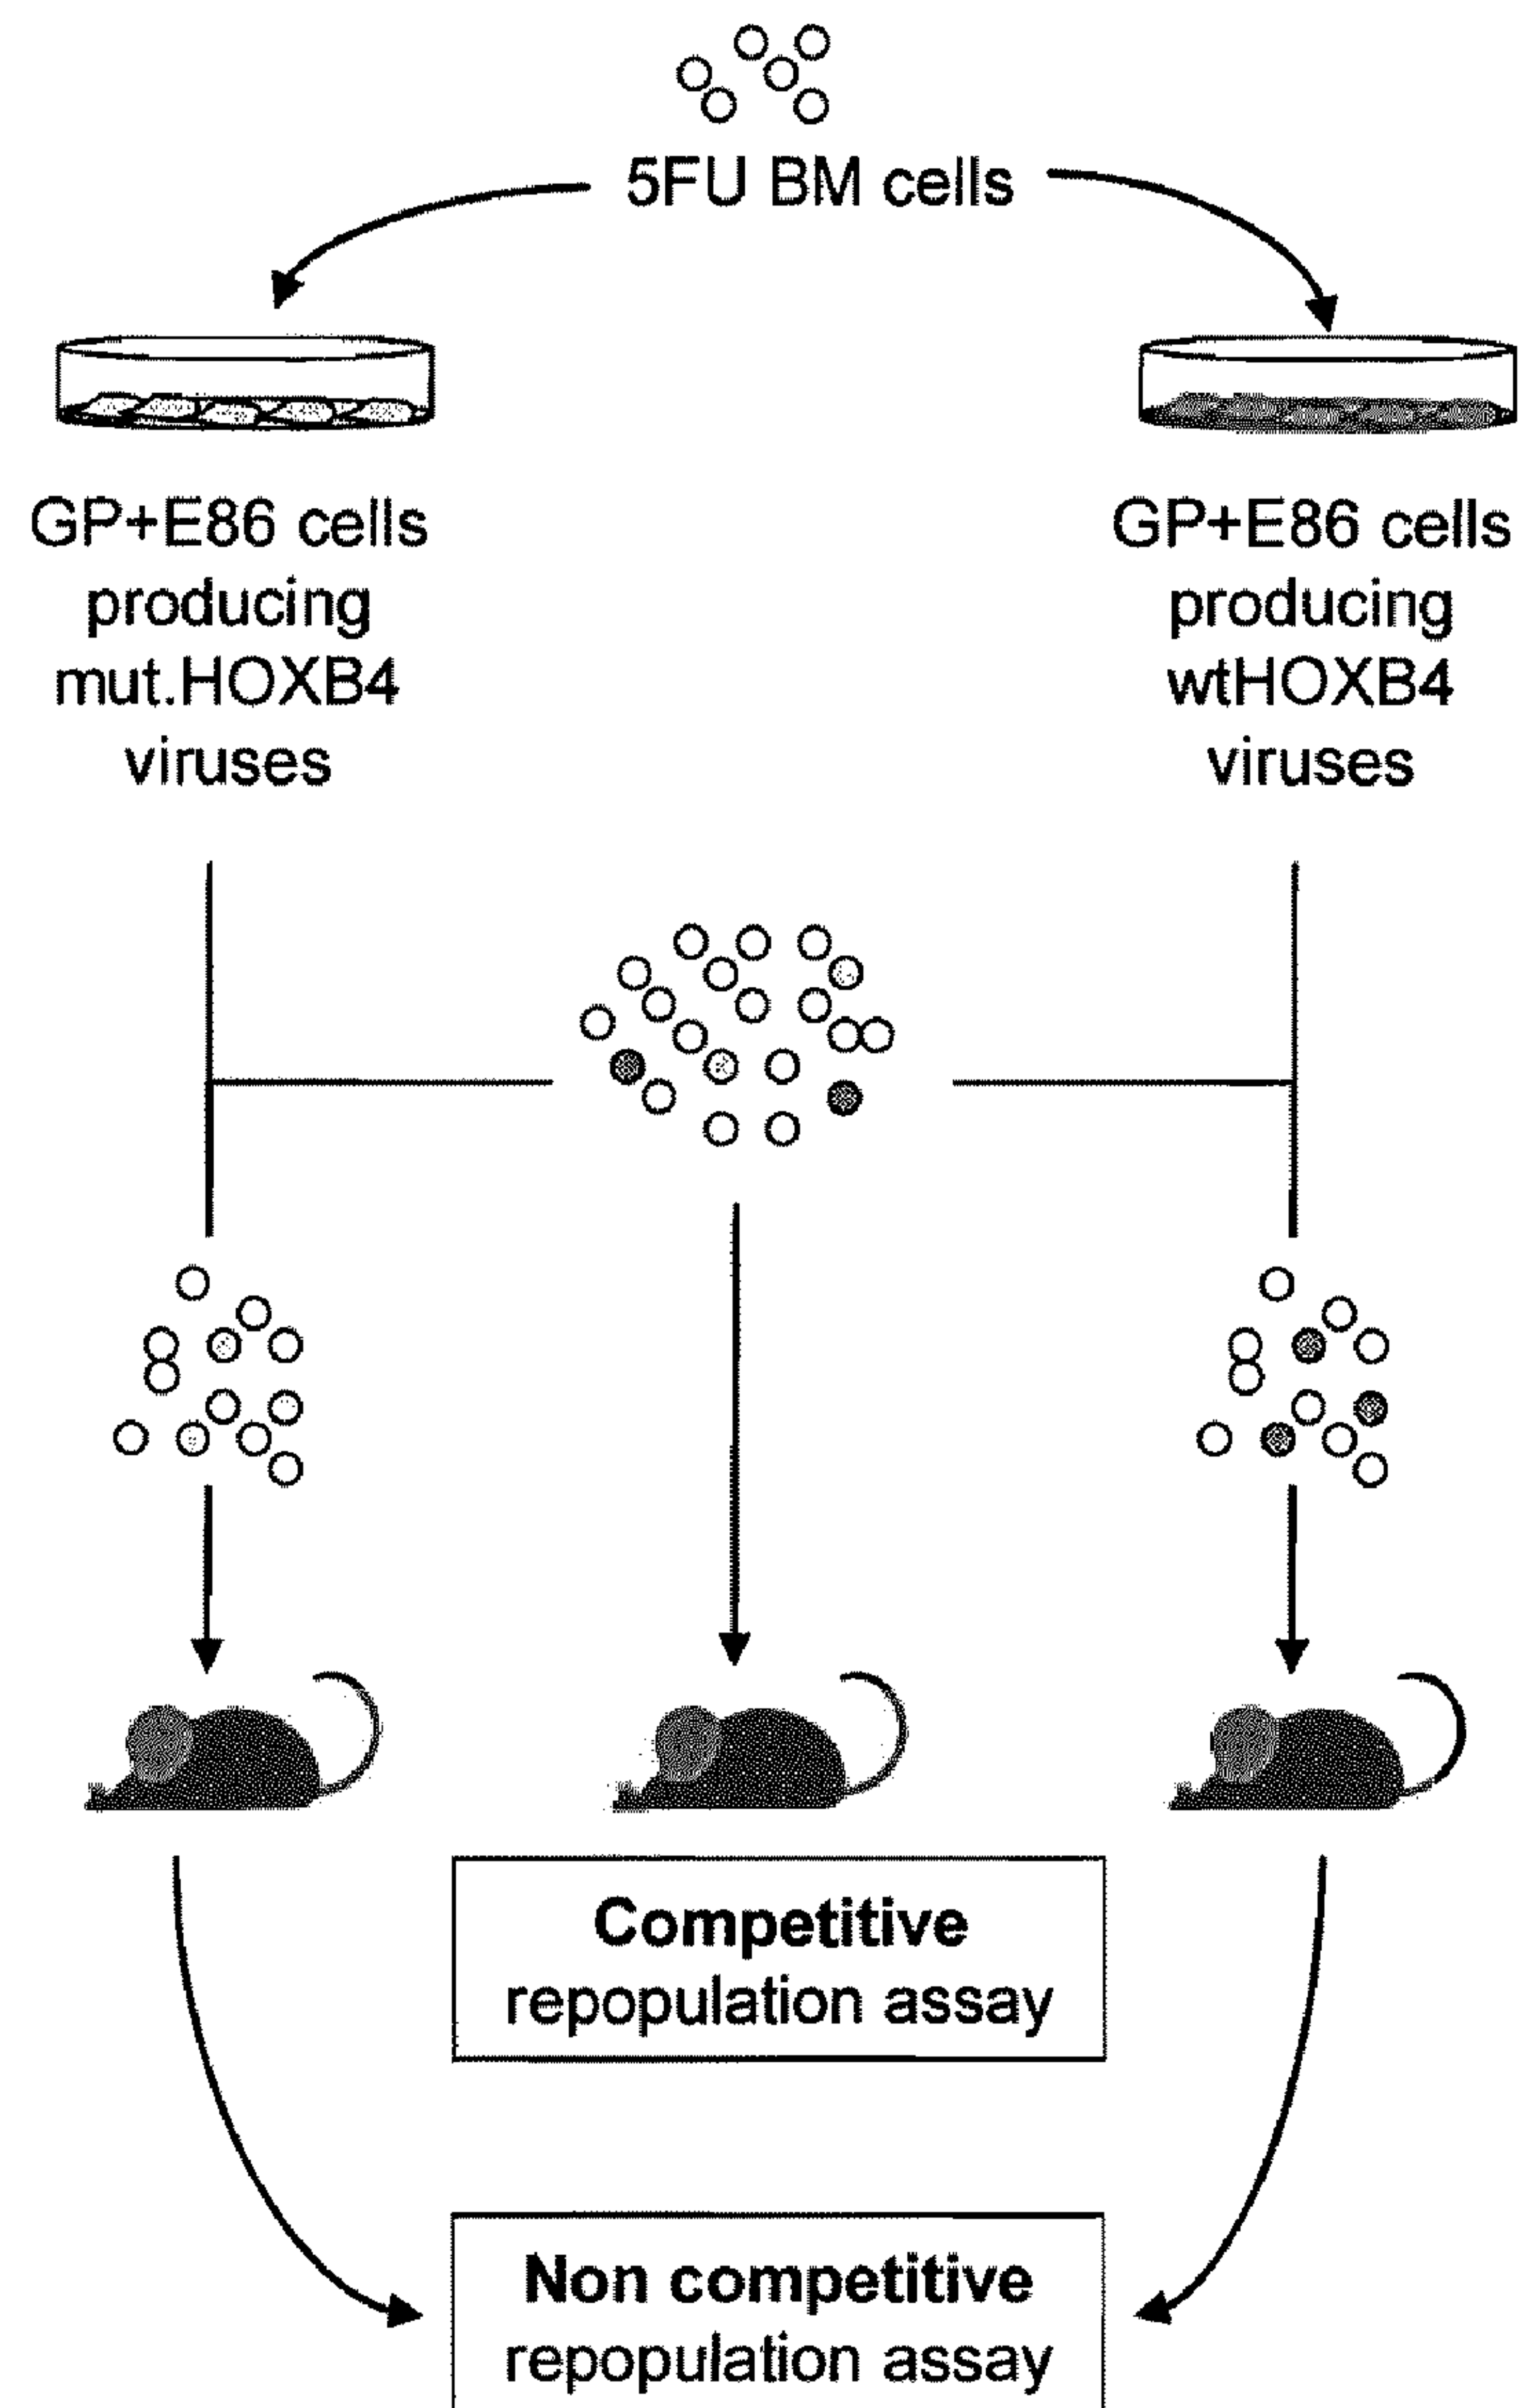 5FU BM cells
GP+E86 cells
producing
mut.HOXB4
viruses
GP+E86 cells
producing
wtHOXB4
viruses
Competitive
repopulation assay
Non competitive
repopulation assay